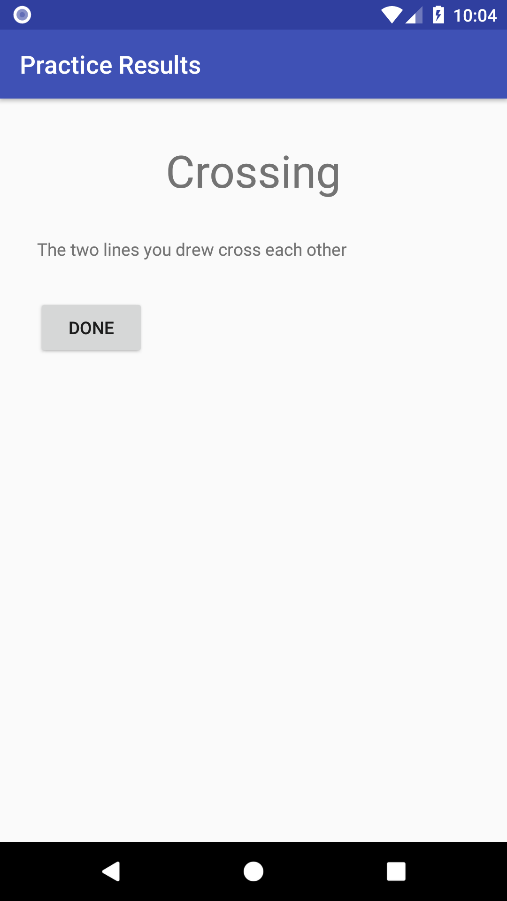 10:04
Practice Results
Crossing
The two lines you drew cross each other
DONE